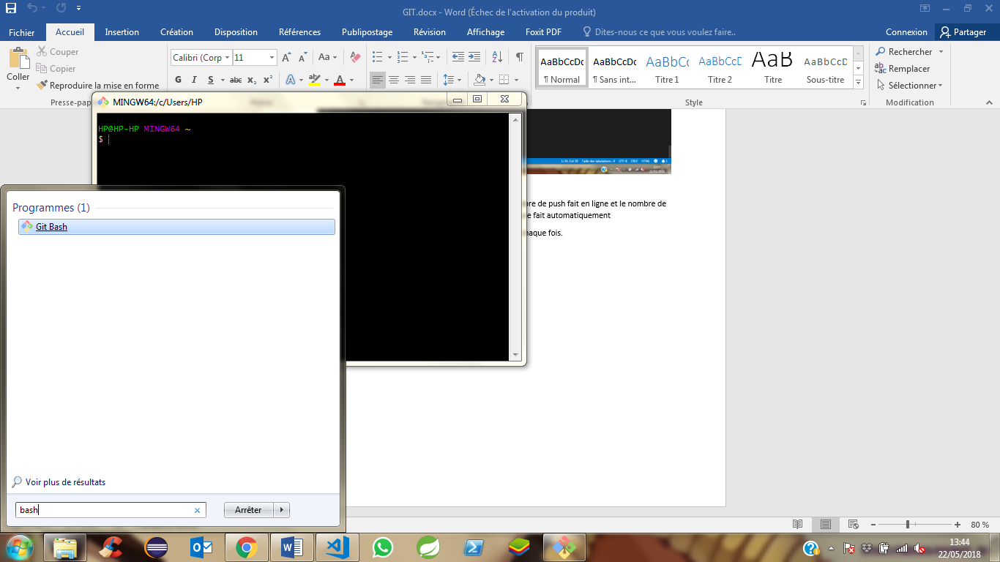 GIT.docx - Word (Échec de l'activation du produit)
Fichier Accueil Insertion Création Disposition Références Publipostage Révision Affichage Foxit PDF Dites-nous ce que vous voulez faire.. Connexion Partager
Coller
Couper
Copier
Reproduire la mise en forme
Presse-pap
Calibri (Corp 11
G I S abc x₂ x²
AaBbCcDc AaBbCcDc AaBbCc AaBbCcD AaB AaBbCcD
¶ Normal ¶ Sans int... Titre 1 Titre 2 Titre Sous-titre
Style
Rechercher
Remplacer
Sélectionner
Modification
MINGW64:/c/Users/HP
HP@HP-HP MINGW64 ~
$
re de push fait en ligne et le nombre de
e fait automatiquement
haque fois.
Programmes (1)
Git Bash
Voir plus de résultats
bash
Arrêter
80 %
13:44
22/05/2018